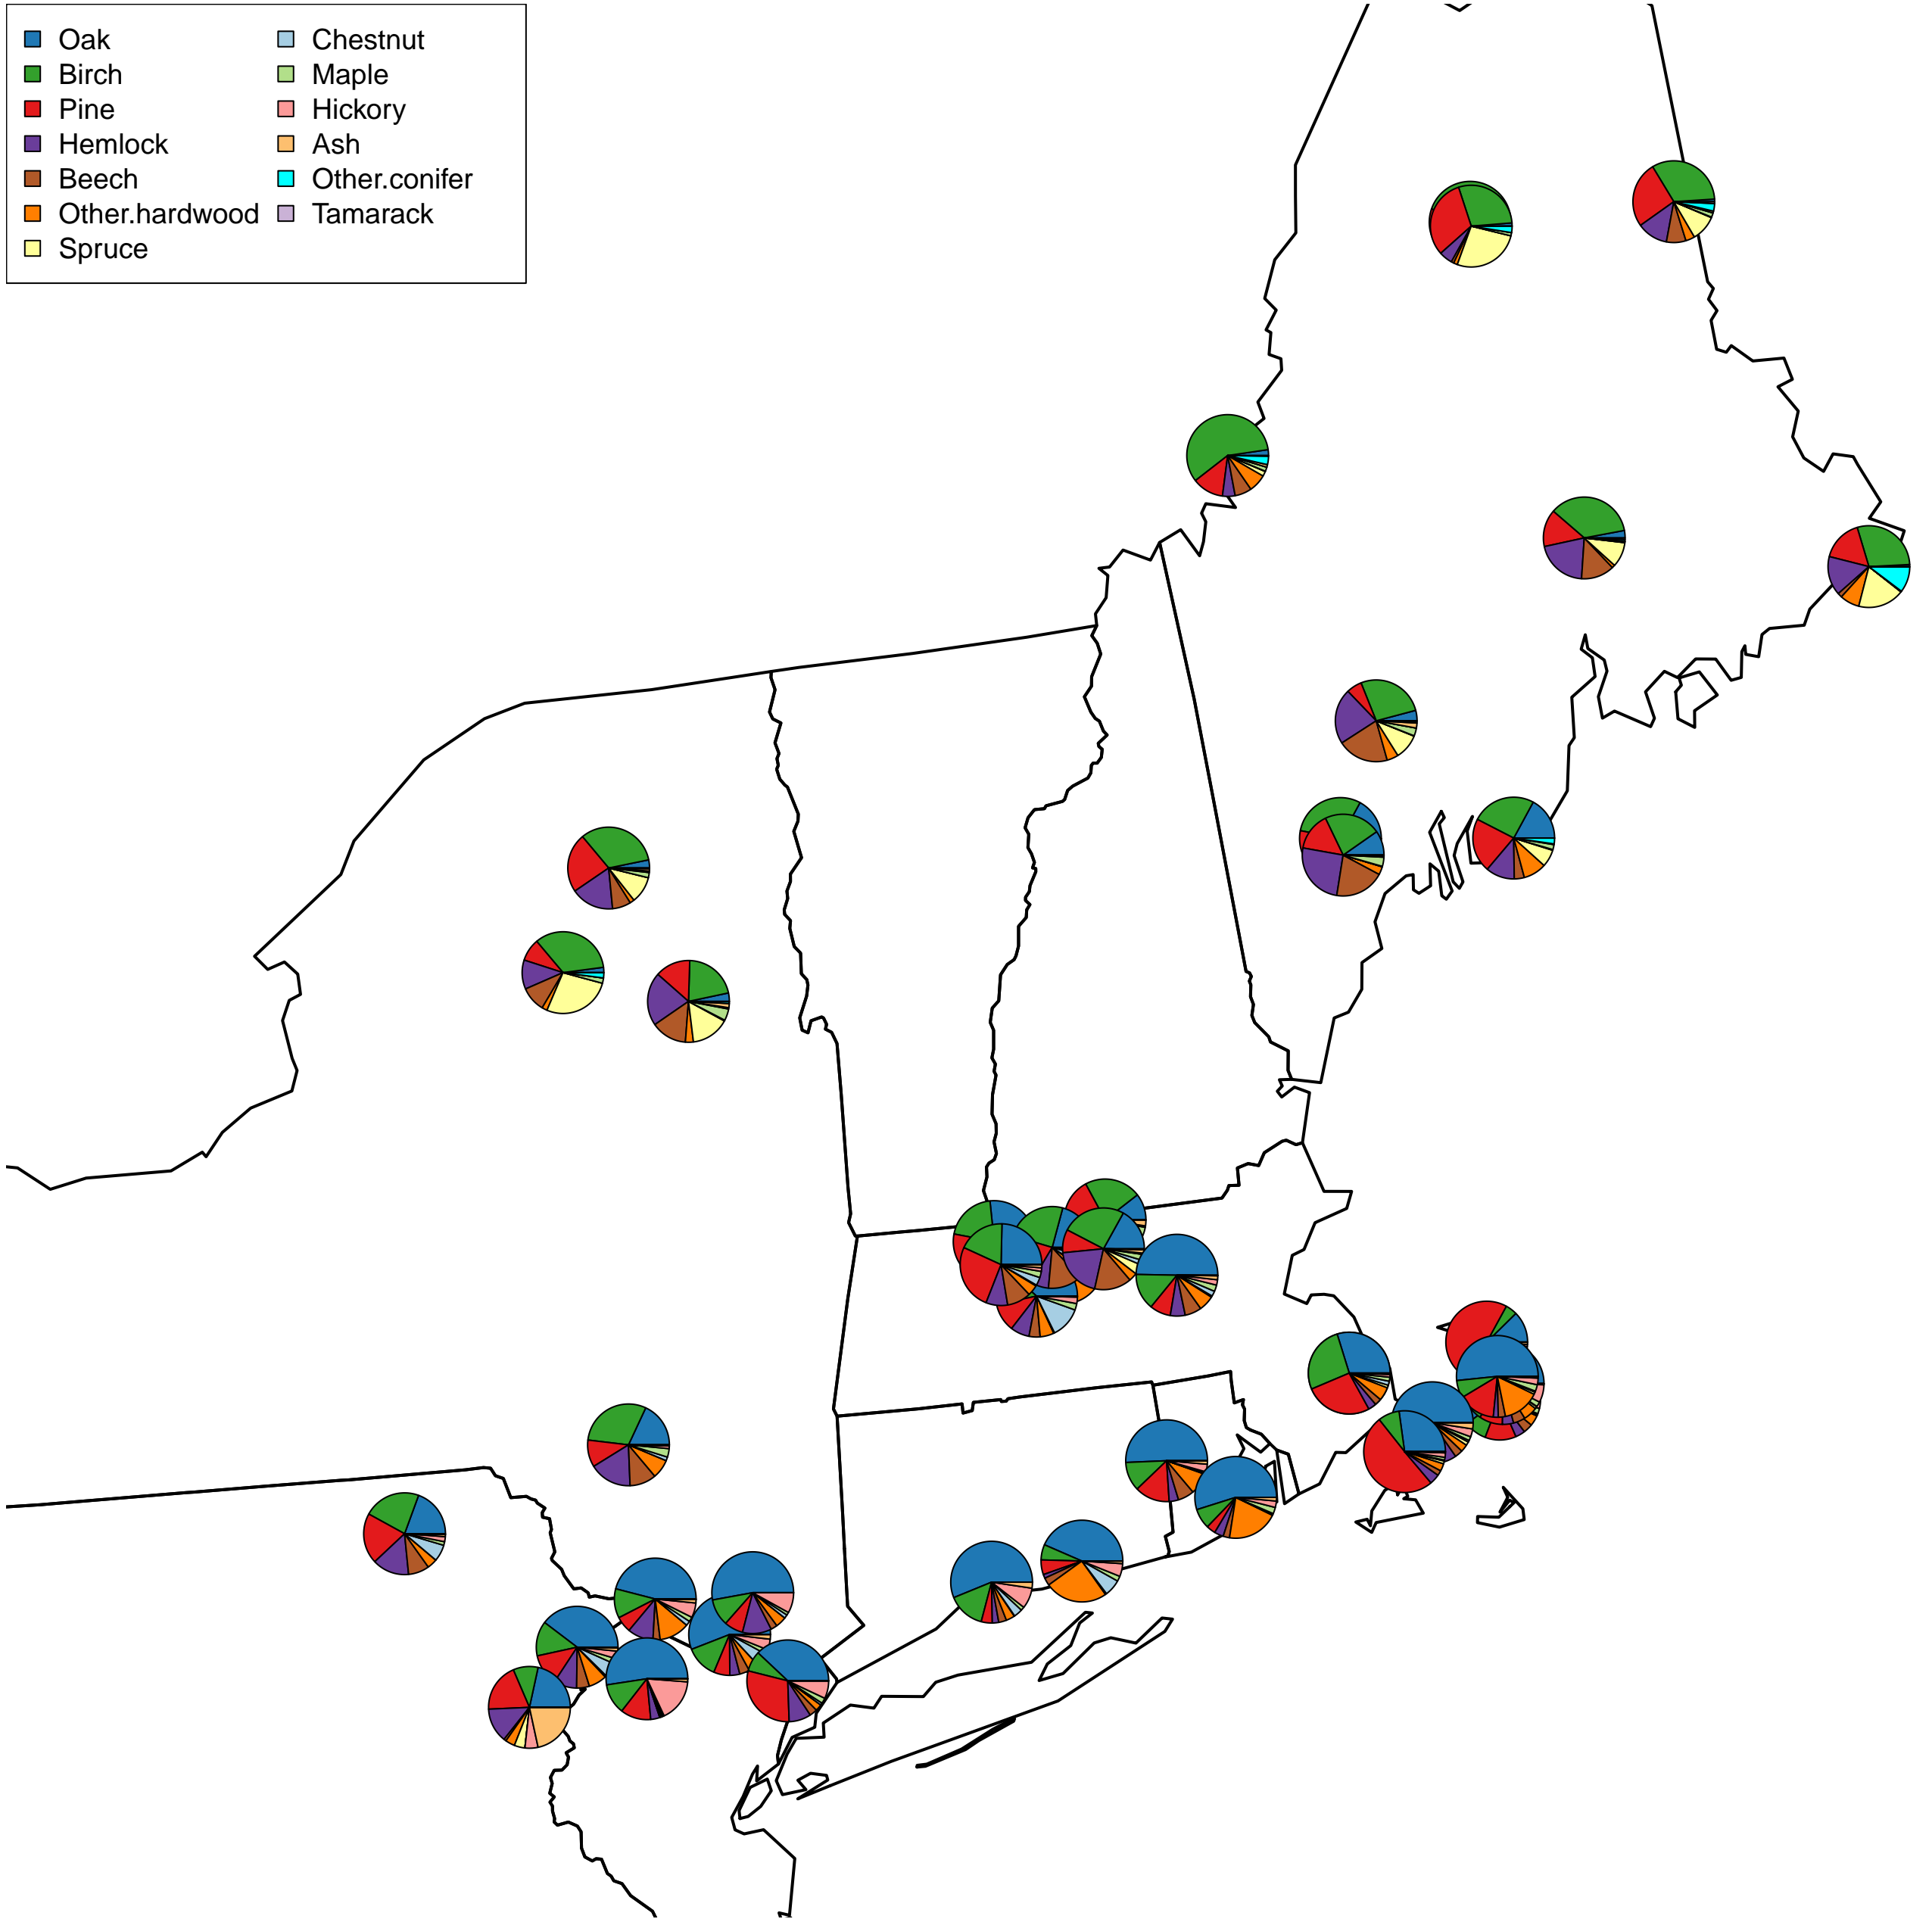 Oak
Birch
Pine
Hemlock
Beech
Other.hardwood
Spruce
Chestnut
Maple
Hickory
Ash
Other.conifer
Tamarack